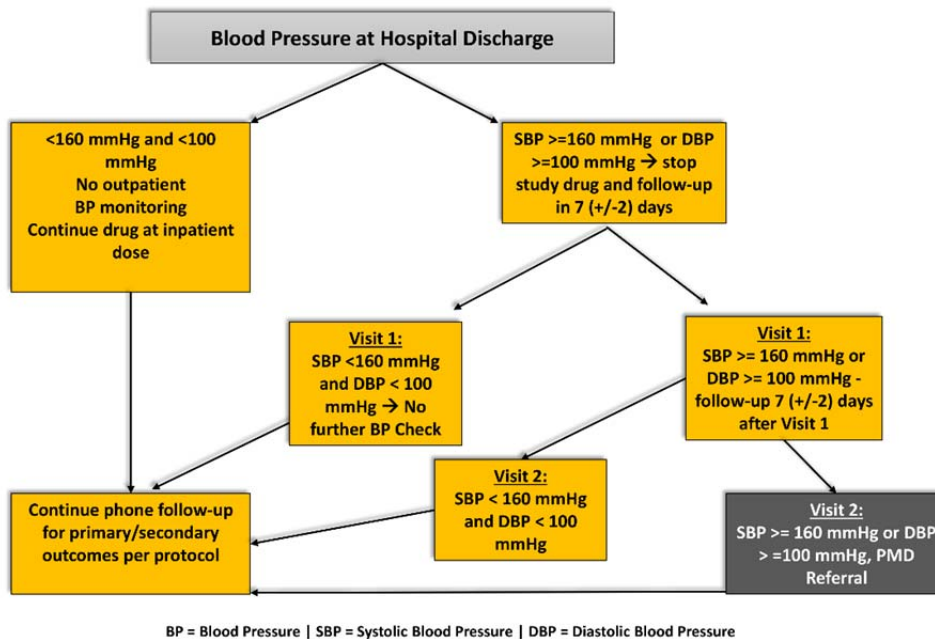 Blood Pressure at Hospital Discharge
<160 mmHg and <100
mmHg
No outpatient
BP monitoring
Continue drug at inpatient
dose
SBP >=160 mmHg or DBP
>=100 mmHg → stop
study drug and follow-up
in 7 (+/-2) days
Visit 1:
SBP <160 mmHg
and DBP < 100
mmHg → No
further BP Check
Visit 1:
SBP >= 160 mmHg or
DBP >= 100 mmHg -
follow-up 7 (+/-2) days
after Visit 1
Visit 2:
SBP < 160 mmHg
and DBP < 100
mmHg
Visit 2:
SBP >= 160 mmHg or DBP
> =100 mmHg, PMD
Referral
Continue phone follow-up
for primary/secondary
outcomes per protocol
BP = Blood Pressure | SBP = Systolic Blood Pressure | DBP = Diastolic Blood Pressure